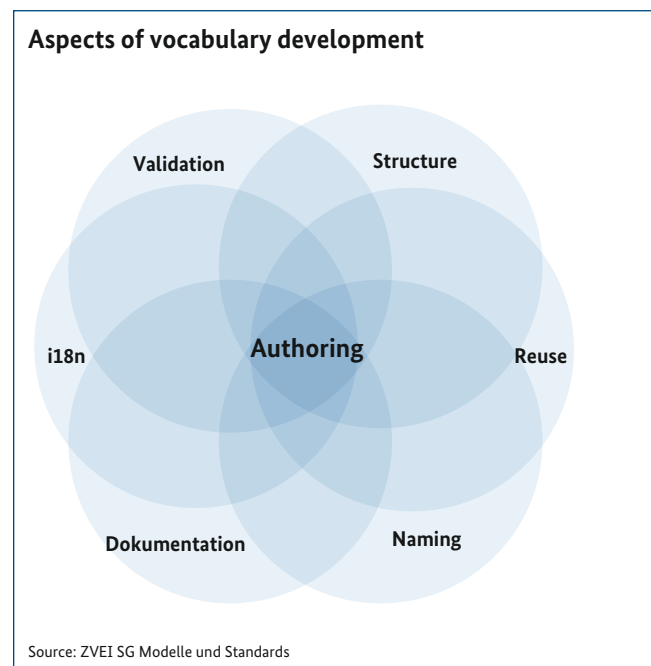 Aspects of vocabulary development
Validation
Structure
i18n
Authoring
Reuse
Dokumentation
Naming
Source: ZVEI SG Modelle und Standards